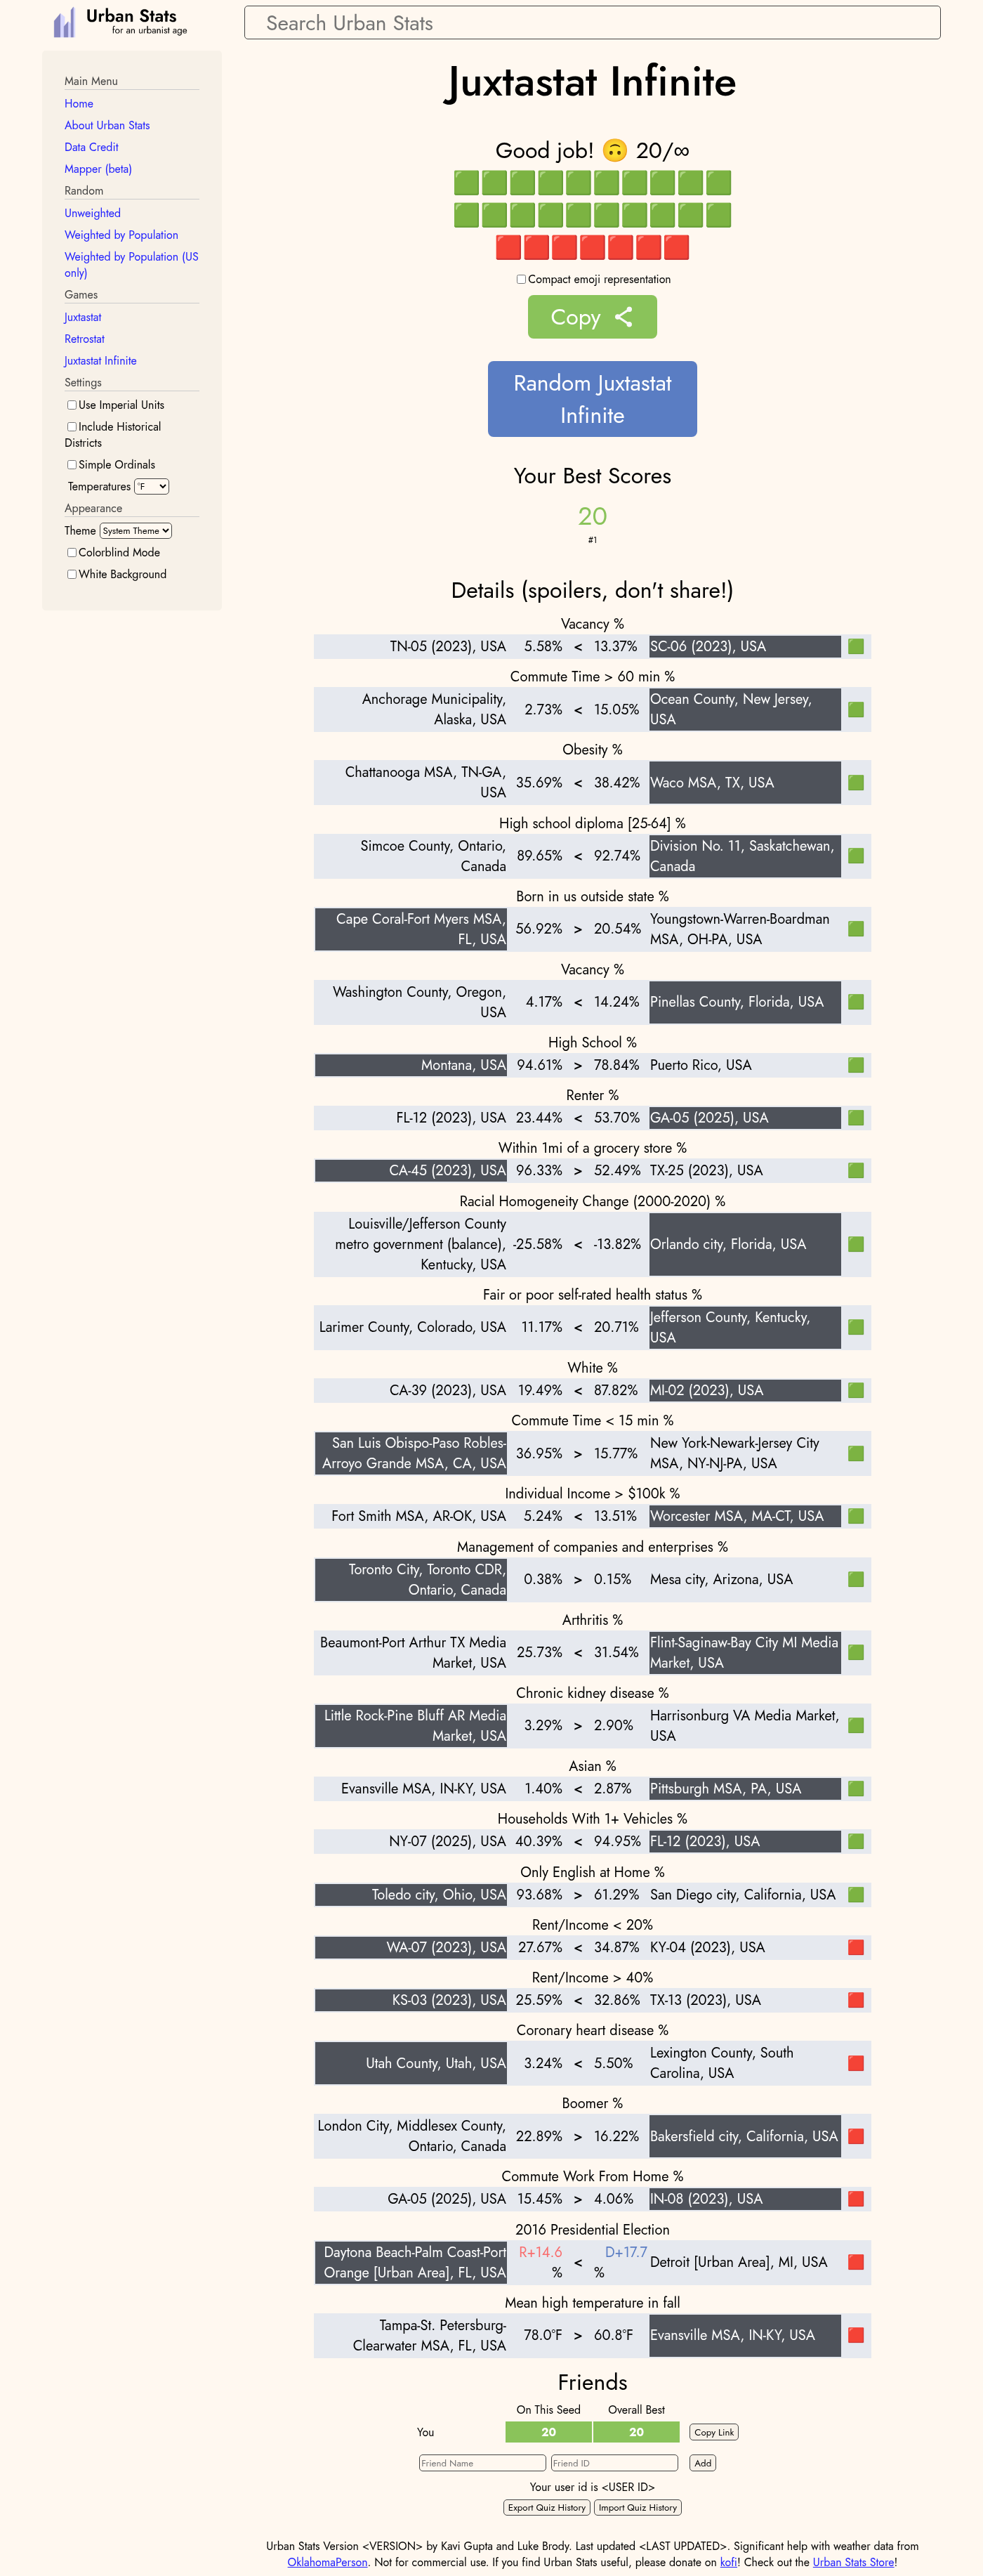 Urban Stats
for an urbanist age
Search Urban Stats
Main Menu
Home
About Urban Stats
Data Credit
Mapper (beta)
Random
Unweighted
Weighted by Population
Weighted by Population (US
only)
Games
Juxtastat
Retrostat
Juxtastat Infinite
Settings
Use Imperial Units
Include Historical
Districts
Simple Ordinals
Temperatures °F
Appearance
Theme System Theme
Colorblind Mode
White Background
Juxtastat Infinite
Good job! 🙃 20/∞
🟩🟩🟩🟩🟩🟩🟩🟩🟩🟩
🟩🟩🟩🟩🟩🟩🟩🟩🟩🟩
🟥🟥🟥🟥🟥🟥🟥
Compact emoji representation
Copy
Random Juxtastat
Infinite
Your Best Scores
20
#1
Details (spoilers, don't share!)
Vacancy %
TN-05 (2023), USA 5.58% < 13.37% SC-06 (2023), USA 🟩
Commute Time > 60 min %
Anchorage Municipality,
Alaska, USA 2.73% < 15.05% Ocean County, New Jersey,
USA 🟩
Obesity %
Chattanooga MSA, TN-GA,
USA 35.69% < 38.42% Waco MSA, TX, USA 🟩
High school diploma [25-64] %
Simcoe County, Ontario,
Canada 89.65% < 92.74% Division No. 11, Saskatchewan,
Canada 🟩
Born in us outside state %
Cape Coral-Fort Myers MSA,
FL, USA 56.92% > 20.54% Youngstown-Warren-Boardman
MSA, OH-PA, USA 🟩
Vacancy %
Washington County, Oregon,
USA 4.17% < 14.24% Pinellas County, Florida, USA 🟩
High School %
Montana, USA 94.61% > 78.84% Puerto Rico, USA 🟩
Renter %
FL-12 (2023), USA 23.44% < 53.70% GA-05 (2025), USA 🟩
Within 1mi of a grocery store %
CA-45 (2023), USA 96.33% > 52.49% TX-25 (2023), USA 🟩
Racial Homogeneity Change (2000-2020) %
Louisville/Jefferson County
metro government (balance),
Kentucky, USA -25.58% < -13.82% Orlando city, Florida, USA 🟩
Fair or poor self-rated health status %
Larimer County, Colorado, USA 11.17% < 20.71% Jefferson County, Kentucky,
USA 🟩
White %
CA-39 (2023), USA 19.49% < 87.82% MI-02 (2023), USA 🟩
Commute Time < 15 min %
San Luis Obispo-Paso Robles-
Arroyo Grande MSA, CA, USA 36.95% > 15.77% New York-Newark-Jersey City
MSA, NY-NJ-PA, USA 🟩
Individual Income > $100k %
Fort Smith MSA, AR-OK, USA 5.24% < 13.51% Worcester MSA, MA-CT, USA 🟩
Management of companies and enterprises %
Toronto City, Toronto CDR,
Ontario, Canada 0.38% > 0.15% Mesa city, Arizona, USA 🟩
Arthritis %
Beaumont-Port Arthur TX Media
Market, USA 25.73% < 31.54% Flint-Saginaw-Bay City MI Media
Market, USA 🟩
Chronic kidney disease %
Little Rock-Pine Bluff AR Media
Market, USA 3.29% > 2.90% Harrisonburg VA Media Market,
USA 🟩
Asian %
Evansville MSA, IN-KY, USA 1.40% < 2.87% Pittsburgh MSA, PA, USA 🟩
Households With 1+ Vehicles %
NY-07 (2025), USA 40.39% < 94.95% FL-12 (2023), USA 🟩
Only English at Home %
Toledo city, Ohio, USA 93.68% > 61.29% San Diego city, California, USA 🟩
Rent/Income < 20%
WA-07 (2023), USA 27.67% < 34.87% KY-04 (2023), USA 🟥
Rent/Income > 40%
KS-03 (2023), USA 25.59% < 32.86% TX-13 (2023), USA 🟥
Coronary heart disease %
Utah County, Utah, USA 3.24% < 5.50% Lexington County, South
Carolina, USA 🟥
Boomer %
London City, Middlesex County,
Ontario, Canada 22.89% > 16.22% Bakersfield city, California, USA 🟥
Commute Work From Home %
GA-05 (2025), USA 15.45% > 4.06% IN-08 (2023), USA 🟥
2016 Presidential Election
Daytona Beach-Palm Coast-Port
Orange [Urban Area], FL, USA R+14.6
% < D+17.7
% Detroit [Urban Area], MI, USA 🟥
Mean high temperature in fall
Tampa-St. Petersburg-
Clearwater MSA, FL, USA 78.0°F > 60.8°F Evansville MSA, IN-KY, USA 🟥
Friends
On This Seed Overall Best
You 20 20 Copy Link
Friend Name Friend ID Add
Your user id is <USER ID>
Export Quiz History Import Quiz History
Urban Stats Version <VERSION> by Kavi Gupta and Luke Brody. Last updated <LAST UPDATED>. Significant help with weather data from
OklahomaPerson. Not for commercial use. If you find Urban Stats useful, please donate on kofi! Check out the Urban Stats Store!